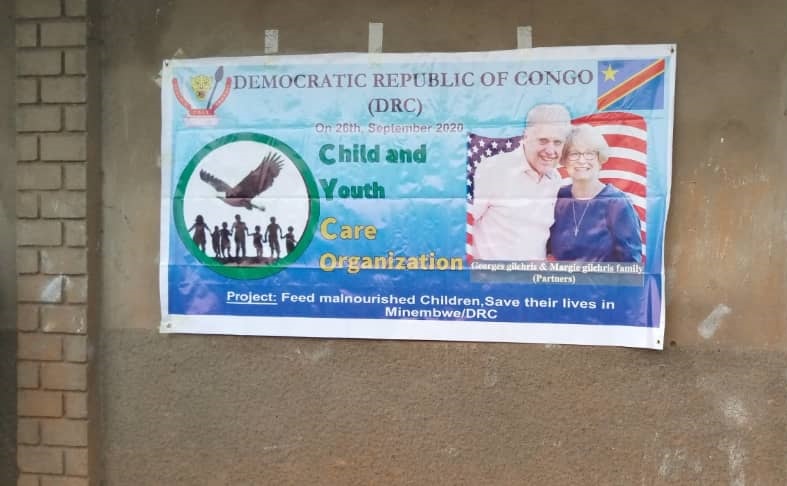 DEMOCRATIC REPUBLIC OF CONGO
(DRC)
On 26th, September 2020
Child and
Youth
Care
Organization
Georges gilchris & Margie gilchris family
(Partners)
Project: Feed malnourished Children,Save their lives in
Minembwe/DRC